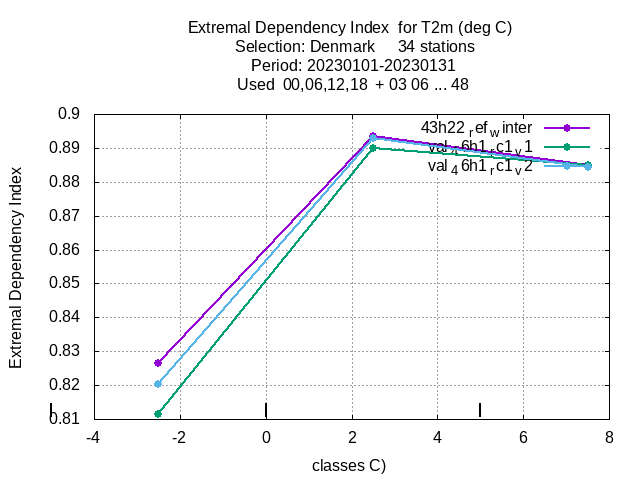 Extremal Dependency Index for T2m (deg C)
Selection: Denmark 34 stations
Period: 20230101-20230131
Used 00,06,12,18 + 03 06 ... 48
0.9
0.89
0.88
0.87
0.86
0.85
0.84
0.83
0.82
0.81
Extremal Dependency Index
43h22 ref winter
val 46h1 rc1 v1
val 46h1 rc1 v2
-4 -2 0 2 4 6 8
classes C)